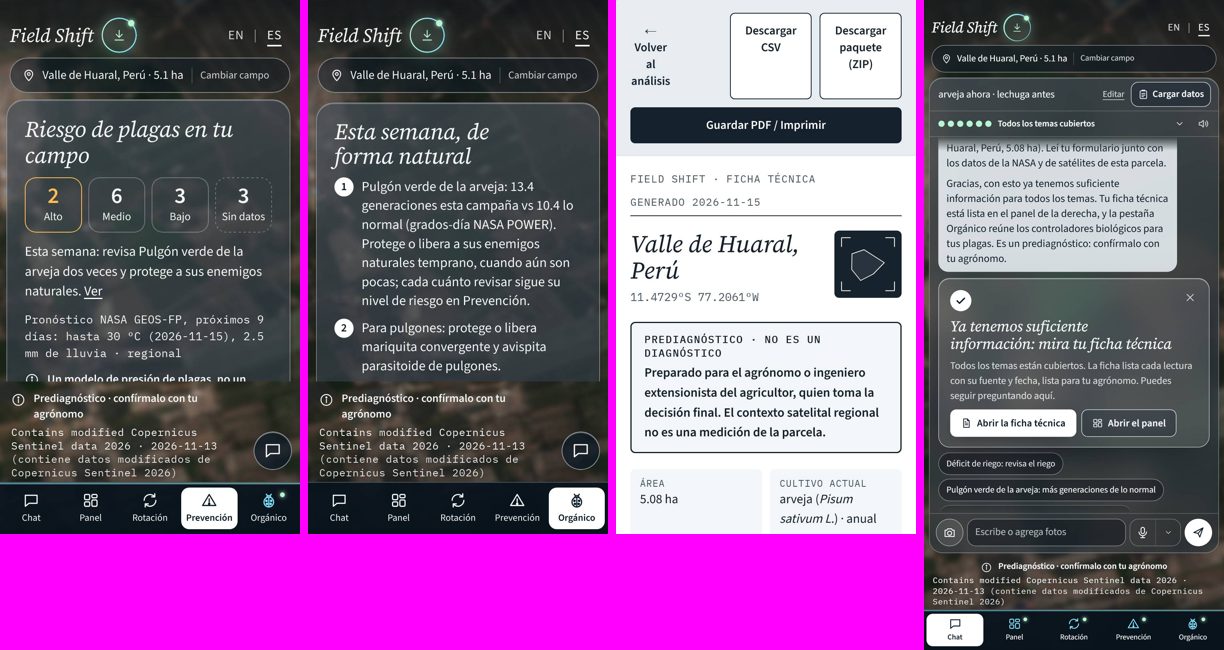 Field Shift
EN | ES
Valle de Huaral, Perú · 5.1 ha
Cambiar campo
Riesgo de plagas en tu
campo
2
Alto
6
Medio
3
Bajo
3
Sin datos
Esta semana: revisa Pulgón verde de la
arveja dos veces y protege a sus enemigos
naturales. Ver
Pronóstico NASA GEOS-FP, próximos 9
días: hasta 30 ºC (2026-11-15), 2.5
mm de lluvia · regional
Un modelo de presión de plagas, no un
Prediagnóstico · confírmalo con tu
agrónomo
Contains modified Copernicus
Sentinel data 2026 · 2026-11-13
(contiene datos modificados de
Copernicus Sentinel 2026)
Chat
Panel
Rotación
Prevención
Orgánico
Field Shift
EN | ES
Valle de Huaral, Perú · 5.1 ha
Cambiar campo
Esta semana, de
forma natural
1
Pulgón verde de la arveja: 13.4
generaciones esta campaña vs 10.4 lo
normal (grados-día NASA POWER).
Protege o libera a sus enemigos
naturales temprano, cuando aún son
pocas; cada cuánto revisar sigue su
nivel de riesgo en Prevención.
2
Para pulgones: protege o libera
mariquita convergente y avispita
parasitoide de pulgones.
Prediagnóstico · confírmalo con tu
agrónomo
Contains modified Copernicus
Sentinel data 2026 · 2026-11-13
(contiene datos modificados de
Copernicus Sentinel 2026)
Chat
Panel
Rotación
Prevención
Orgánico
←
Volver
al
análisis
Descargar
CSV
Descargar
paquete
(ZIP)
Guardar PDF / Imprimir
FIELD SHIFT · FICHA TÉCNICA
GENERADO 2026-11-15
Valle de Huaral,
Perú
11.4729ºS 77.2061ºW
PREDIAGNÓSTICO · NO ES UN
DIAGNÓSTICO
Preparado para el agrónomo o ingeniero
extensionista del agricultor, quien toma la
decisión final. El contexto satelital regional
no es una medición de la parcela.
ÁREA
5.08 ha
CULTIVO ACTUAL
arveja (Pisum
sativum L.) · anual
Field Shift
EN | ES
Valle de Huaral, Perú · 5.1 ha
Cambiar campo
arveja ahora · lechuga antes
Editar
Cargar datos
Todos los temas cubiertos
Huaral, Perú, 5.08 ha). Leí tu formulario junto con
los datos de la NASA y de satélites de esta parcela.
Gracias, con esto ya tenemos suficiente
información para todos los temas. Tu ficha técnica
está lista en el panel de la derecha, y la pestaña
Orgánico reúne los controladores biológicos para
tus plagas. Es un prediagnóstico: confírmalo con
tu agrónomo.
Ya tenemos suficiente
información: mira tu ficha técnica
Todos los temas están cubiertos. La ficha lista cada lectura
con su fuente y fecha, lista para tu agrónomo. Puedes
seguir preguntando aquí.
Abrir la ficha técnica
Abrir el panel
Déficit de riego: revisa el riego
Pulgón verde de la arveja: más generaciones de lo normal
Escribe o agrega fotos
Prediagnóstico · confírmalo con tu agrónomo
Contains modified Copernicus Sentinel data 2026 ·
2026-11-13 (contiene datos modificados de Copernicus
Sentinel 2026)
Chat
Panel
Rotación
Prevención
Orgánico